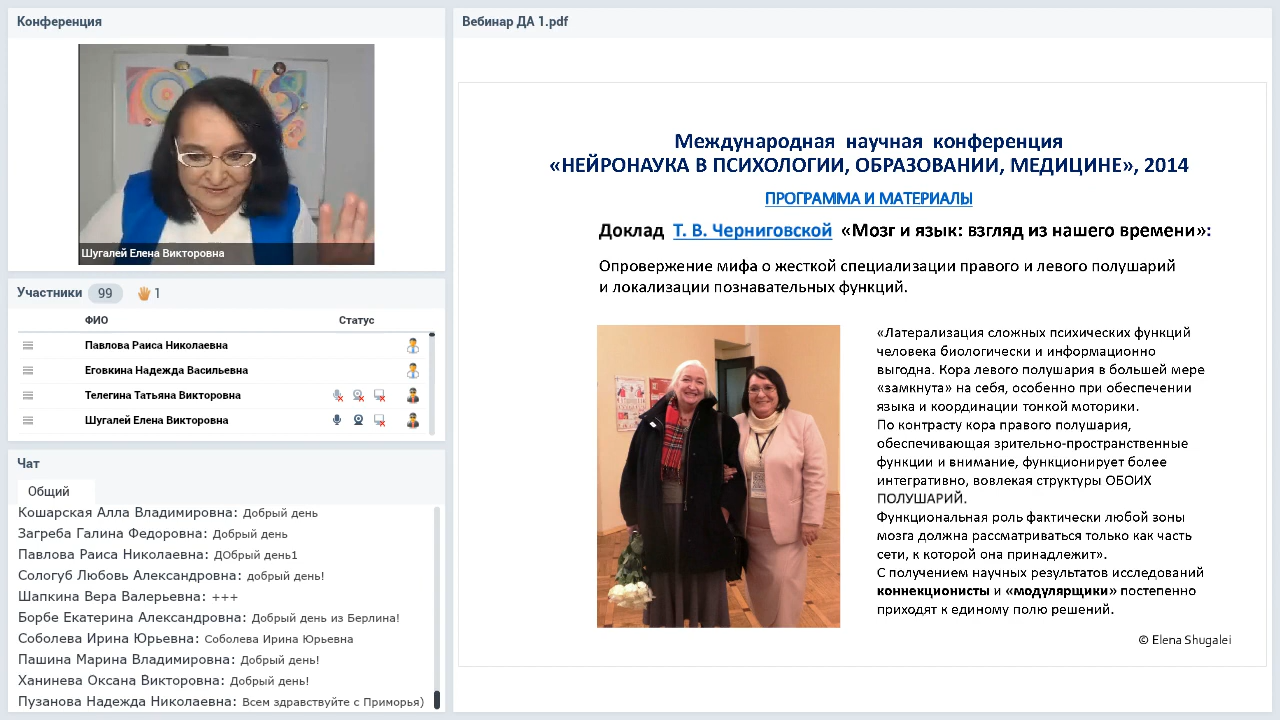 Конференция
Шугалей Елена Викторовна
Участники 99 1
ФИО Статус
Павлова Раиса Николаевна
Еговкина Надежда Васильевна
Телегина Татьяна Викторовна
Шугалей Елена Викторовна
Чат
Общий
Кошарская Алла Владимировна: Добрый день
Загреба Галина Федоровна: Добрый день
Павлова Раиса Николаевна: ДОбрый день1
Сологуб Любовь Александровна: добрый день!
Шапкина Вера Валерьевна: +++
Борбе Екатерина Александровна: Добрый день из Берлина!
Соболева Ирина Юрьевна: Соболева Ирина Юрьевна
Пашина Марина Владимировна: Добрый день!
Ханинева Оксана Викторовна: Добрый день!
Пузанова Надежда Николаевна: Всем здравствуйте с Приморья)
Вебинар ДА 1.pdf
Международная научная конференция
«НЕЙРОНАУКА В ПСИХОЛОГИИ, ОБРАЗОВАНИИ, МЕДИЦИНЕ», 2014
ПРОГРАММА И МАТЕРИАЛЫ
Доклад Т. В. Черниговской «Мозг и язык: взгляд из нашего времени»:
Опровержение мифа о жесткой специализации правого и левого полушарий
и локализации познавательных функций.
«Латерализация сложных психических функций
человека биологически и информационно
выгодна. Кора левого полушария в большей мере
«замкнута» на себя, особенно при обеспечении
языка и координации тонкой моторики.
По контрасту кора правого полушария,
обеспечивающая зрительно-пространственные
функции и внимание, функционирует более
интегративно, вовлекая структуры ОБОИХ
ПОЛУШАРИЙ.
Функциональная роль фактически любой зоны
мозга должна рассматриваться только как часть
сети, к которой она принадлежит».
С получением научных результатов исследований
коннекционисты и «модулярщики» постепенно
приходят к единому полю решений.
© Elena Shugalei